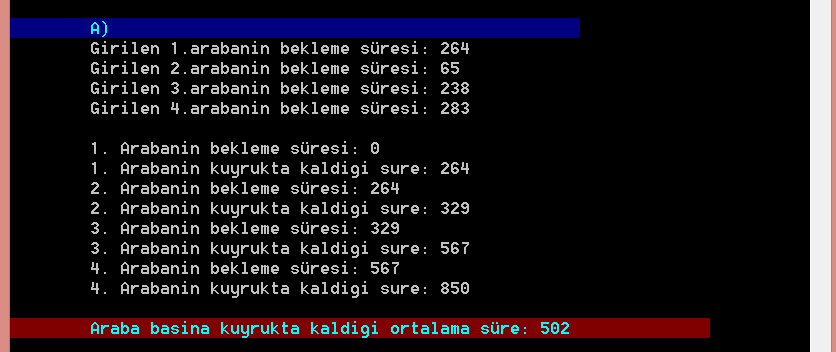 A)
Girilen 1.arabanin bekleme süresi: 264
Girilen 2.arabanin bekleme süresi: 65
Girilen 3.arabanin bekleme süresi: 238
Girilen 4.arabanin bekleme süresi: 283
1. Arabanin bekleme süresi: 0
1. Arabanin kuyrukta kaldigi sure: 264
2. Arabanin bekleme süresi: 264
2. Arabanin kuyrukta kaldigi sure: 329
3. Arabanin bekleme süresi: 329
3. Arabanin kuyrukta kaldigi sure: 567
4. Arabanin bekleme süresi: 567
4. Arabanin kuyrukta kaldigi sure: 850
Araba basina kuyrukta kaldigi ortalama süre: 502